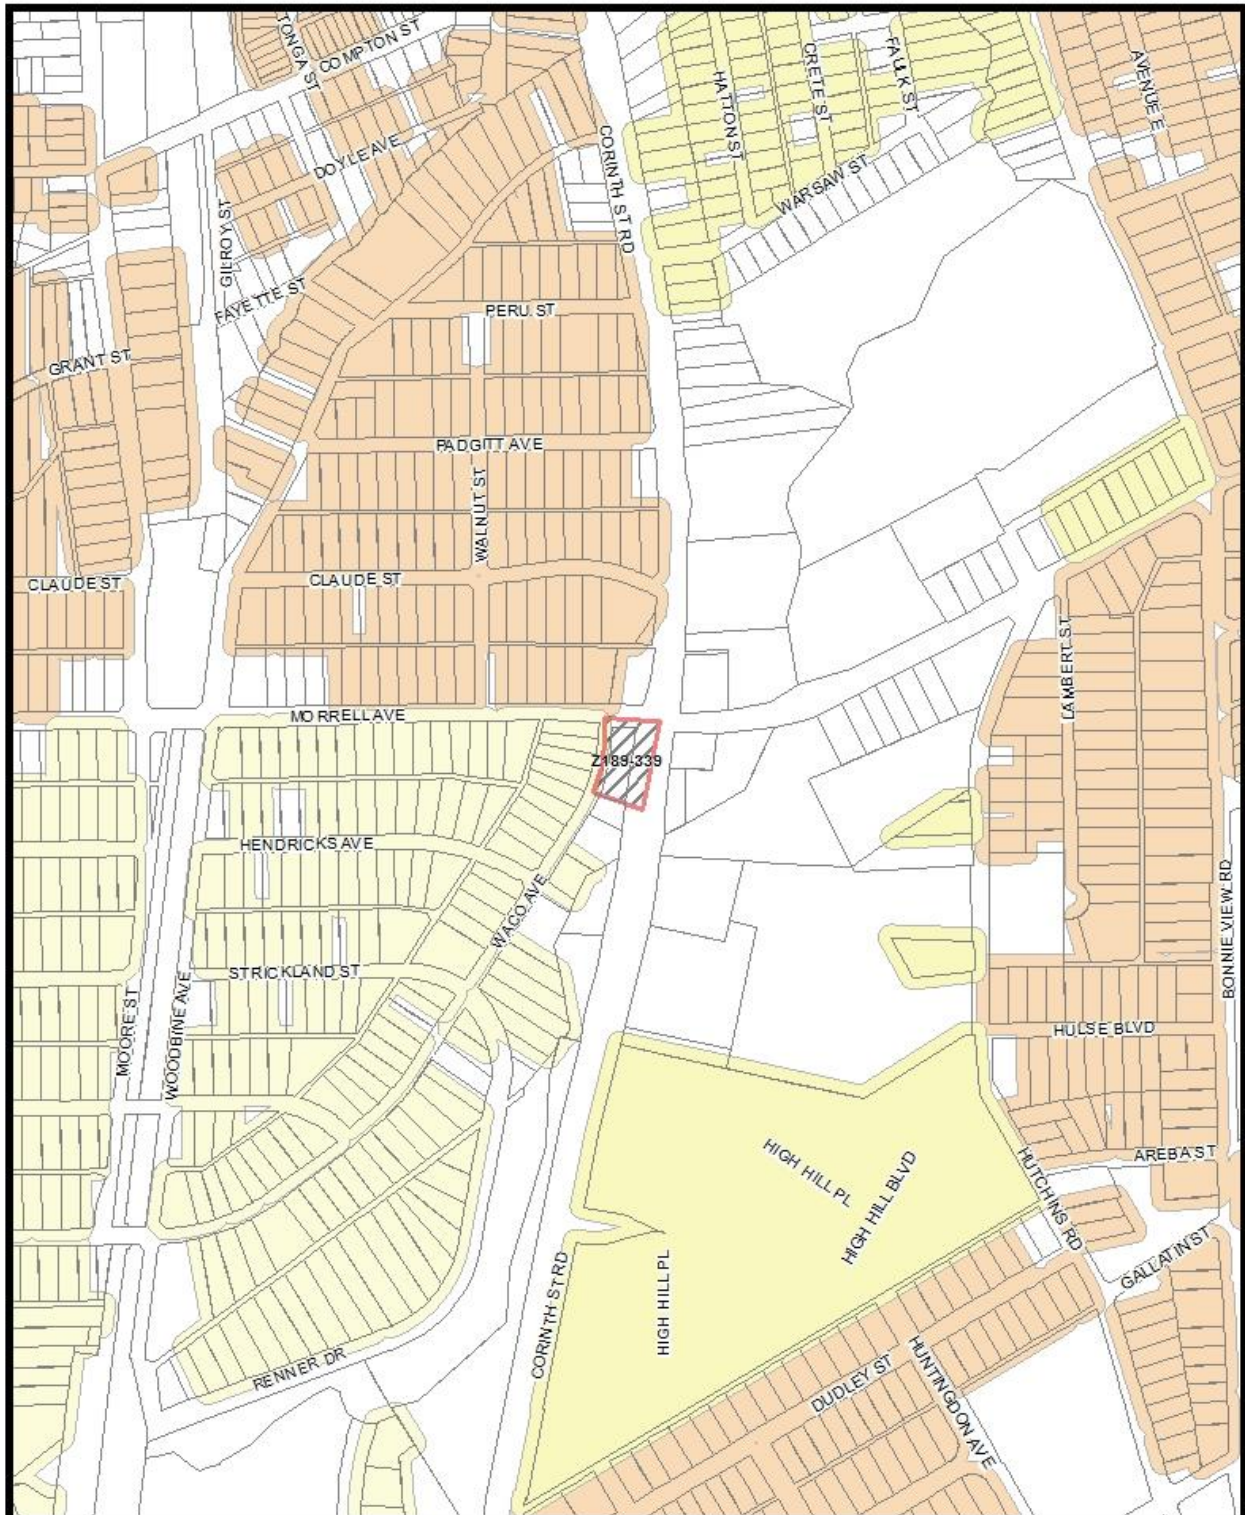 TONGA ST
COMPTON ST
HATTON ST
CRETE ST
FAULK ST
AVENUE E
DOYLE AVE
CORINTH ST RD
WARSAW ST
GILROY ST
FAYETTE ST
PERU ST
GRANT ST
PADGITT AVE
WALNUT ST
CLAUDE ST
CLAUDE ST
LAMBERT ST
MORRELL AVE
Z189-339
HENDRICKS AVE
WACO AVE
BONNIE VIEW RD
STRICKLAND ST
MOORE ST
WOODBINE AVE
HULSE BLVD
HIGH HILL PL
HIGH HILL BLVD
HUTCHINS RD
AREBA ST
GALLATIN ST
CORINTH ST RD
HIGH HILL PL
RENNER DR
DUDLEY ST
HUNTINGDON AVE